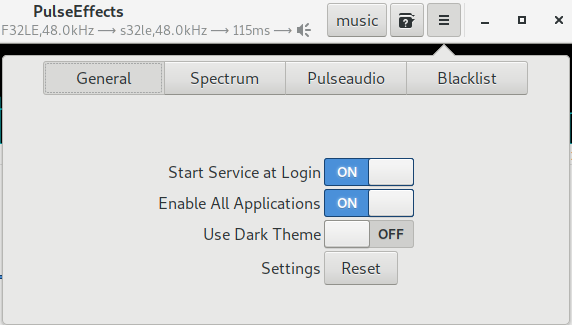 PulseEffects
F32LE,48.0kHz ⟶ s32le,48.0kHz ⟶ 115ms ⟶
music
General Spectrum Pulseaudio Blacklist
Start Service at Login ON
Enable All Applications ON
Use Dark Theme OFF
Settings Reset